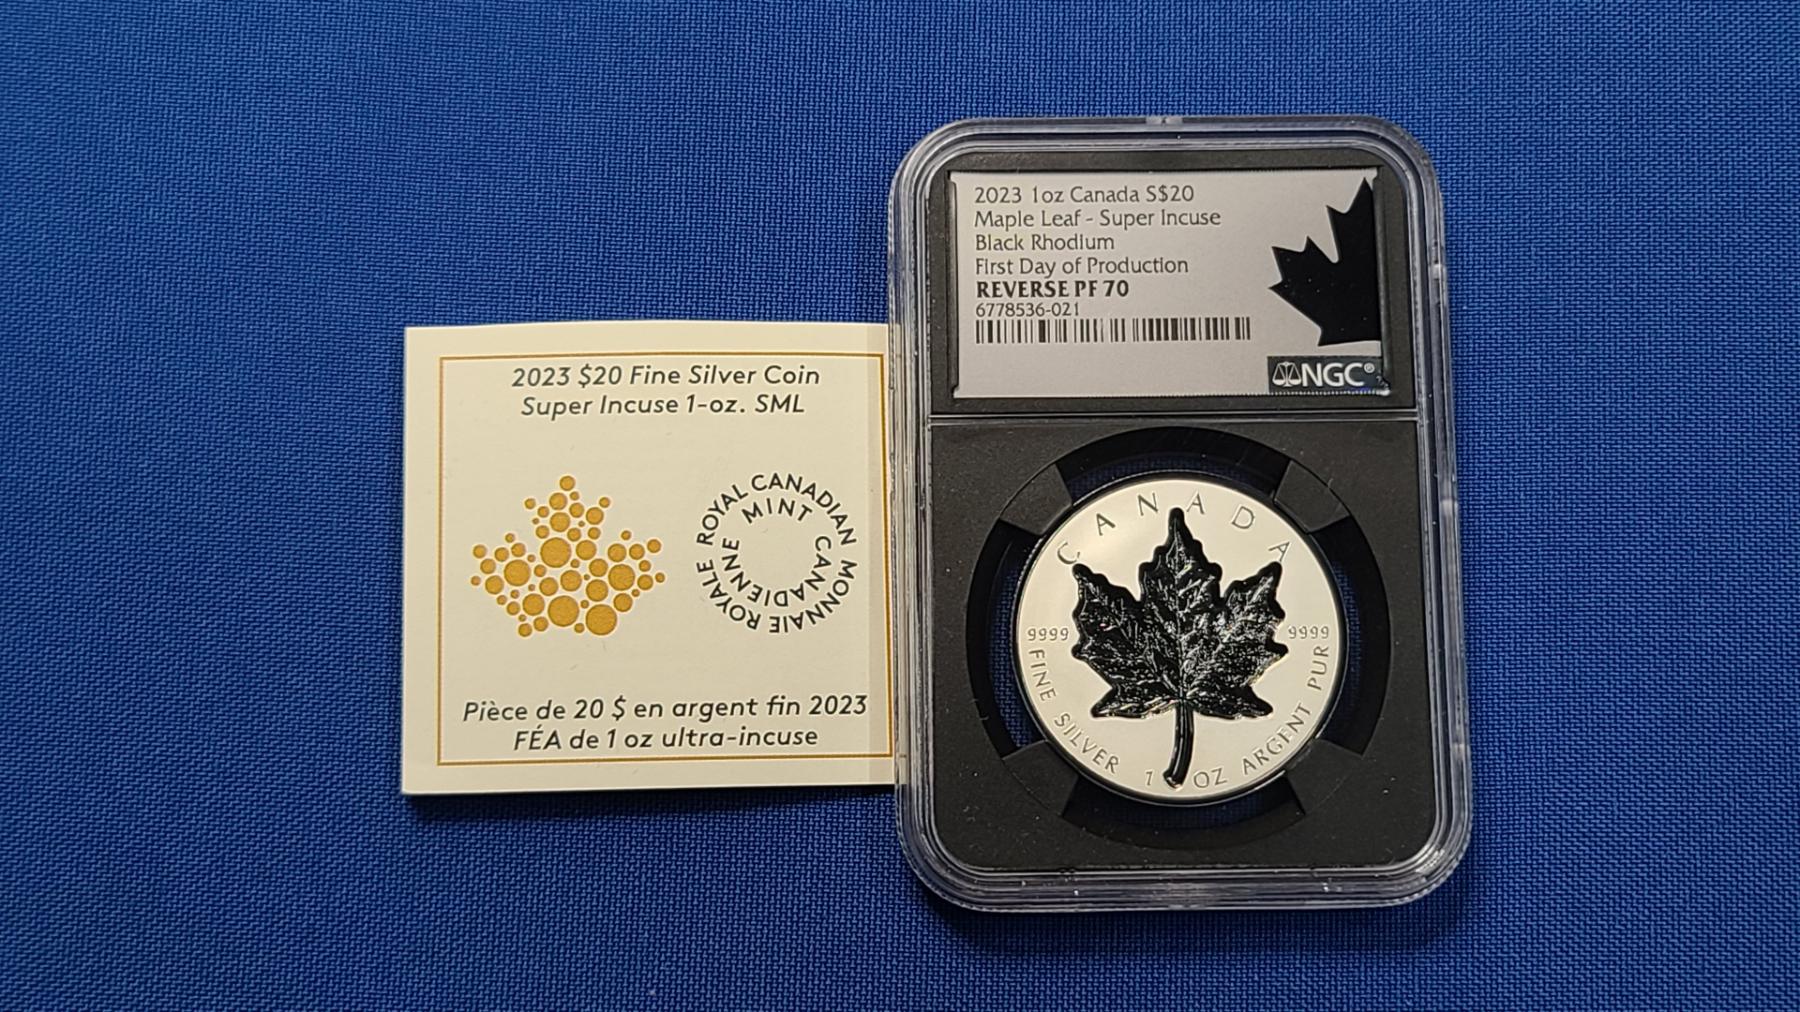 2023 $20 Fine Silver Coin
Super Incuse 1-oz. SML
ROYAL CANADIAN MINT
MONNAIE ROYALE CANADIENNE
Pièce de 20 $ en argent fin 2023
FÉA de 1 oz ultra-incuse
2023 1oz Canada S$20
Maple Leaf - Super Incuse
Black Rhodium
First Day of Production
REVERSE PF 70
6778536-021
NGC®
CANADA
9999 9999
FINE SILVER 1 OZ ARGENT PUR